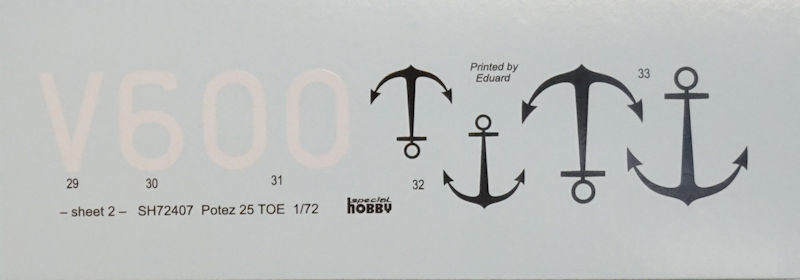 V600
Printed by
Eduard
33
29 30 31 32
– sheet 2 – SH72407 Potez 25 TOE 1/72 special HOBBY